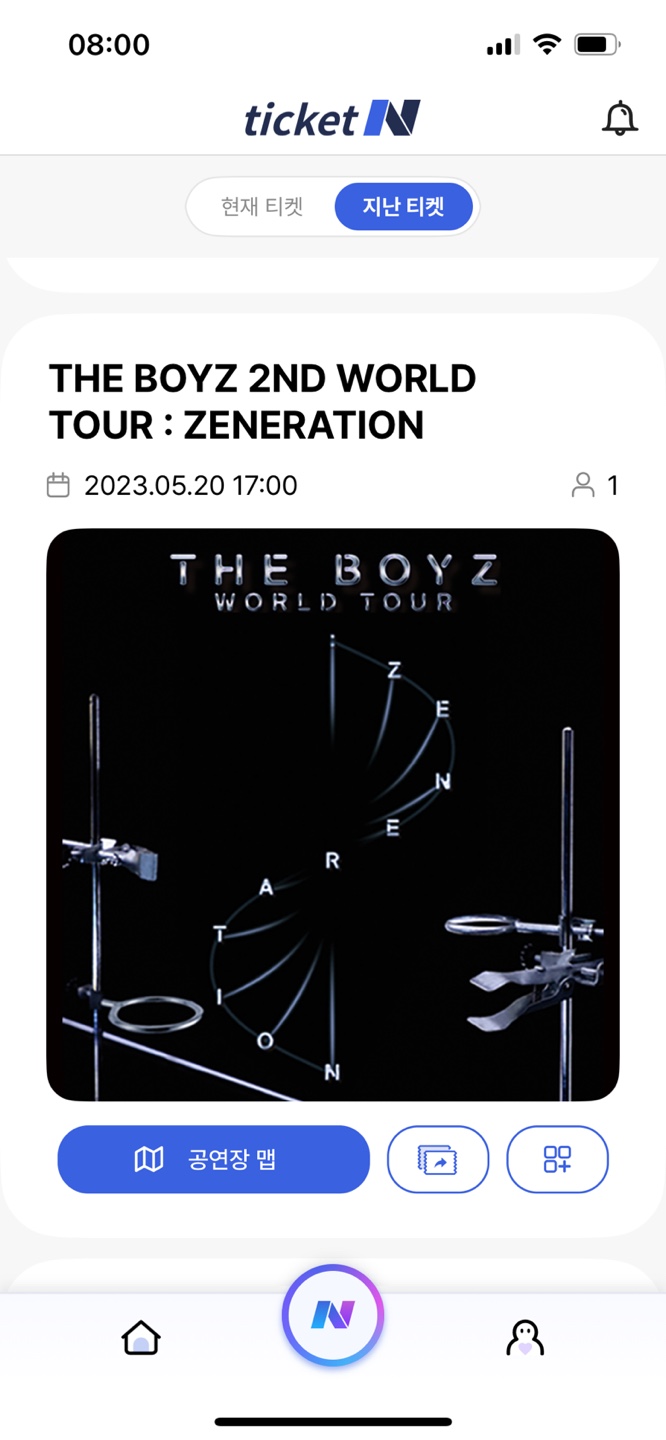 08:00
ticket N
현재 티켓
지난 티켓
THE BOYZ 2ND WORLD
TOUR : ZENERATION
2023.05.20 17:00
1
THE BOYZ
WORLD TOUR
:
Z
E
N
E
R
A
T
I
O
N
공연장 맵
N